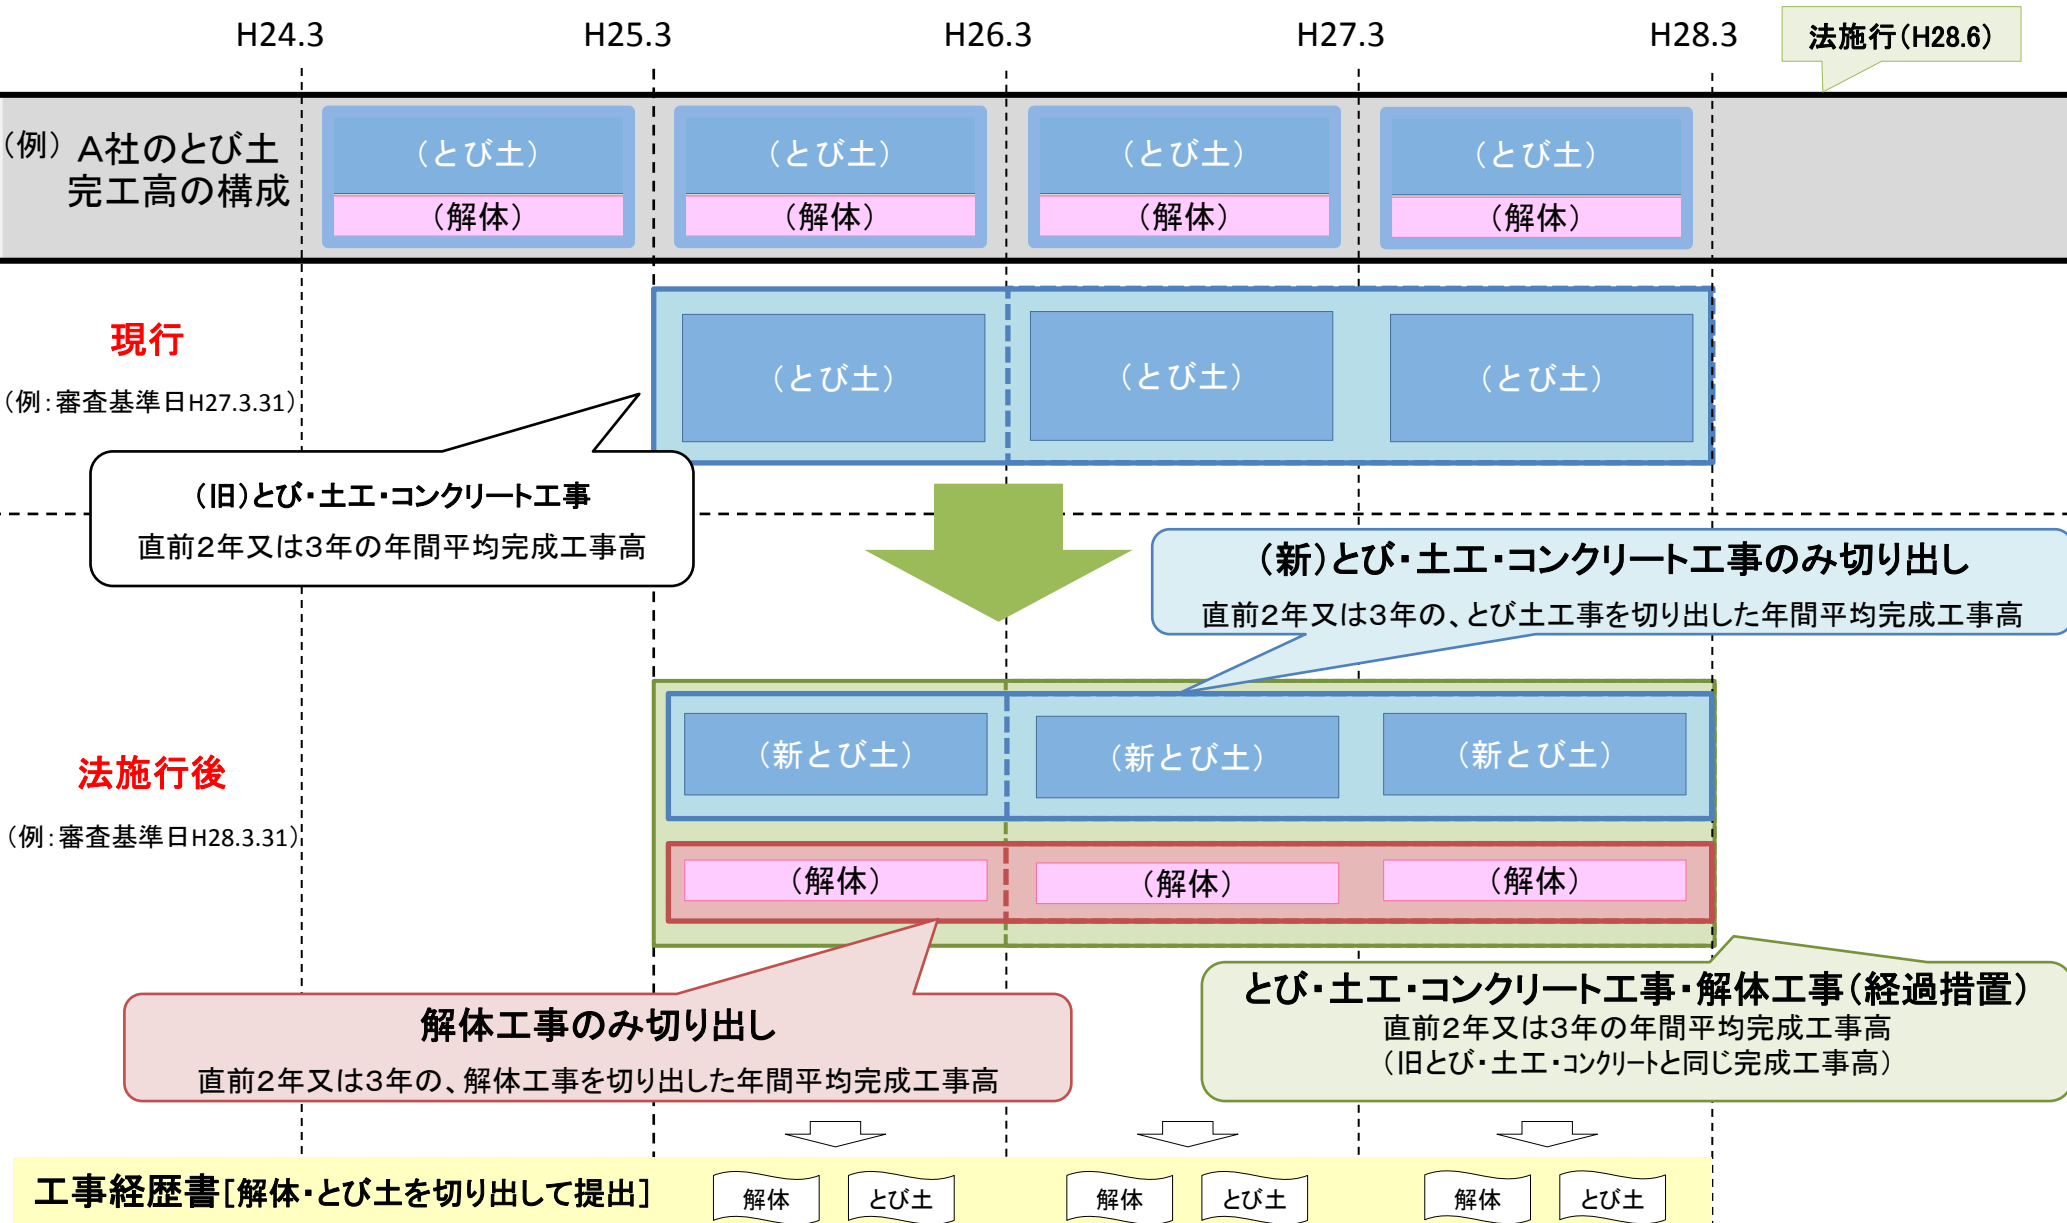 H24.3 H25.3 H26.3 H27.3 H28.3 法施行(H28.6)
(例) A社のとび土
完工高の構成
(とび土) (とび土) (とび土) (とび土)
(解体) (解体) (解体) (解体)
現行
(例:審査基準日H27.3.31)
(とび土) (とび土) (とび土)
(旧)とび・土工・コンクリート工事
直前2年又は3年の年間平均完成工事高
(新)とび・土工・コンクリート工事のみ切り出し
直前2年又は3年の、とび土工事を切り出した年間平均完成工事高
法施行後
(例:審査基準日H28.3.31)
(新とび土) (新とび土) (新とび土)
(解体) (解体) (解体)
解体工事のみ切り出し
直前2年又は3年の、解体工事を切り出した年間平均完成工事高
とび・土工・コンクリート工事・解体工事(経過措置)
直前2年又は3年の年間平均完成工事高
(旧とび・土工・コンクリートと同じ完成工事高)
工事経歴書[解体・とび土を切り出して提出]
解体 とび土 解体 とび土 解体 とび土